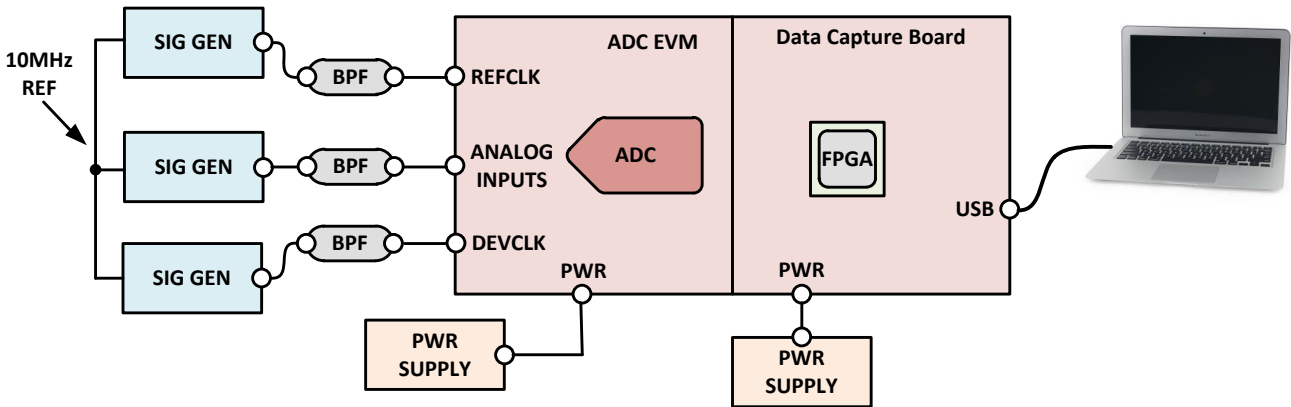 10MHz
REF
SIG GEN
BPF
REFCLK
ADC EVM
Data Capture Board
SIG GEN
BPF
ANALOG
INPUTS
ADC
FPGA
USB
SIG GEN
BPF
DEVCLK
PWR
PWR
PWR
SUPPLY
PWR
SUPPLY